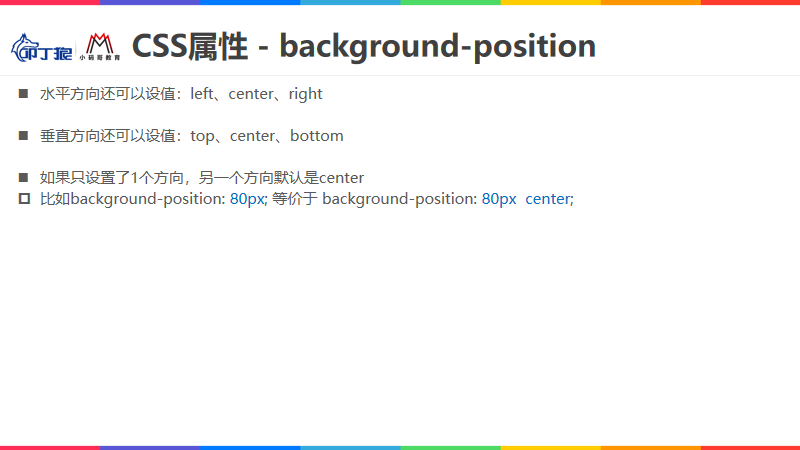 叩丁狼
小码哥教育
CSS属性 - background-position
水平方向还可以设值：left、center、right
垂直方向还可以设值：top、center、bottom
如果只设置了1个方向，另一个方向默认是center
比如background-position: 80px; 等价于 background-position: 80px center;